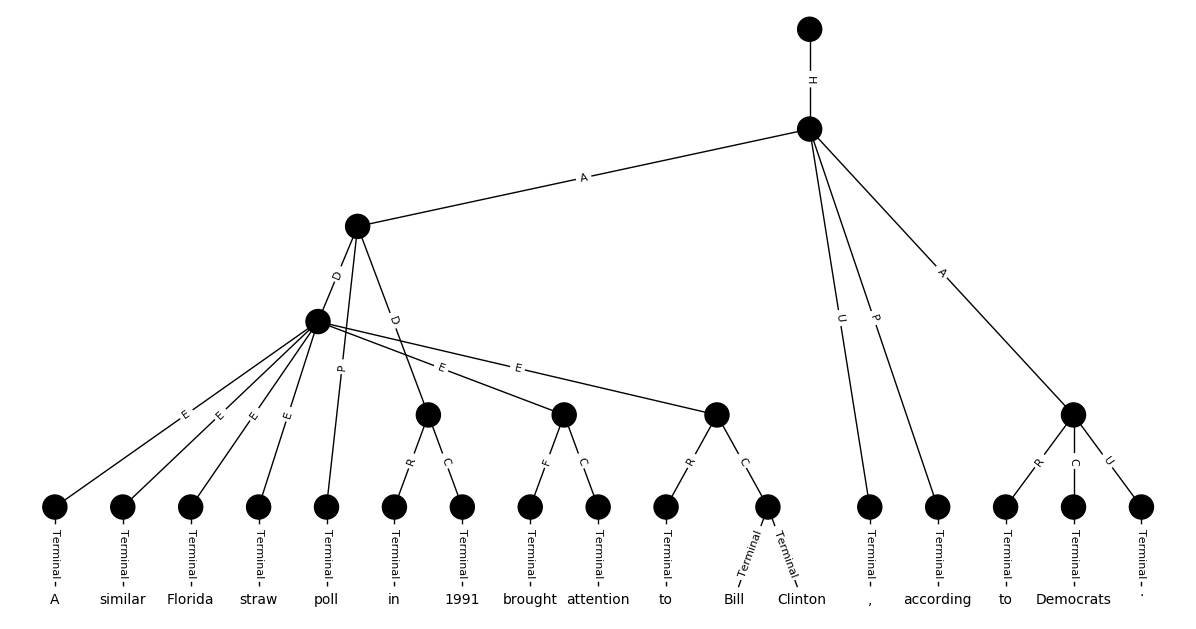 H
A
D
U
P
A
D
P
E
E
E
E
E
E
E
R
C
F
C
R
C
R
C
U
Terminal Terminal Terminal Terminal Terminal Terminal Terminal Terminal Terminal Terminal Terminal Terminal Terminal Terminal Terminal Terminal Terminal
A similar Florida straw poll in 1991 brought attention to Bill Clinton , according to Democrats .